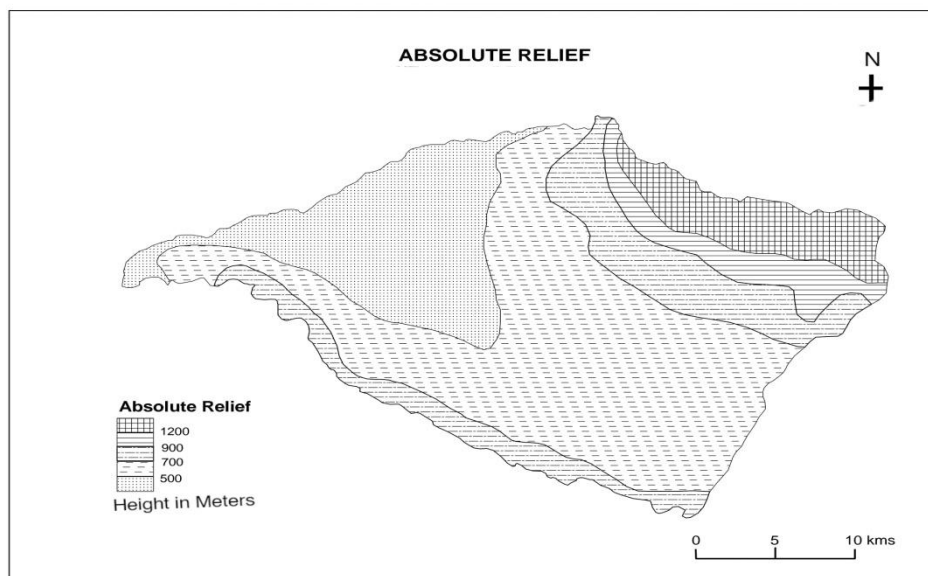 ABSOLUTE RELIEF
N
Absolute Relief
1200
900
700
500
Height in Meters
0 5 10 kms